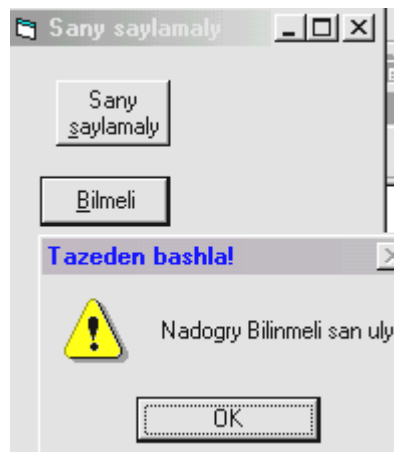 Sany saylamaly
Sany
saylamaly
Bilmeli
Tazeden bashla!
Nadogry Bilinmeli san uly
OK